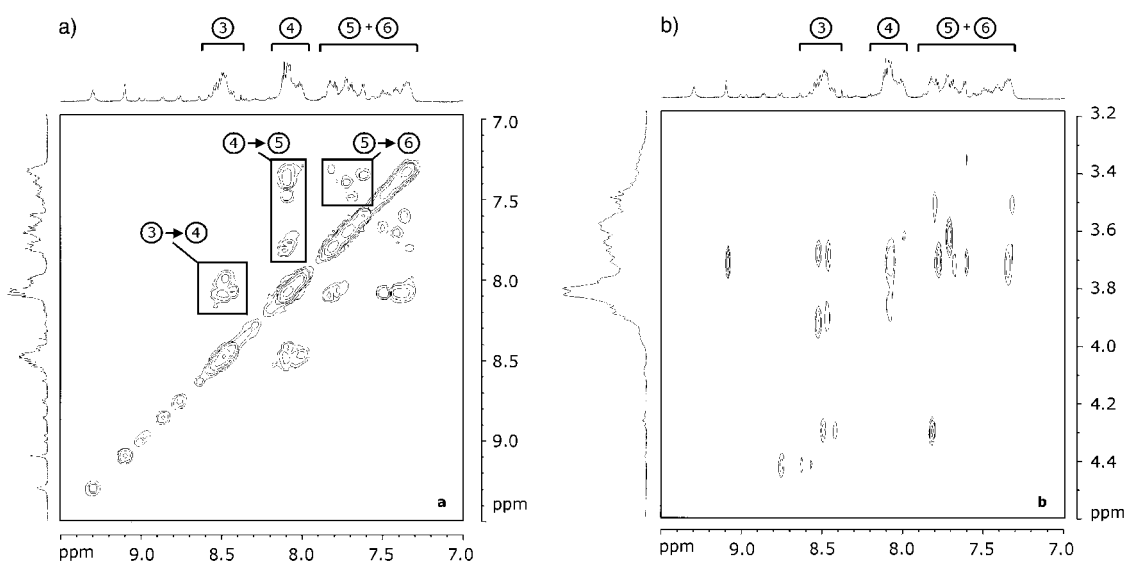 a)
③ ④ ⑤ + ⑥
④ → ⑤ ⑤ → ⑥
③ → ④
7.0
7.5
8.0
8.5
9.0
ppm
a
ppm 9.0 8.5 8.0 7.5 7.0
b)
③ ④ ⑤ + ⑥
3.2
3.4
3.6
3.8
4.0
4.2
4.4
ppm
b
ppm 9.0 8.5 8.0 7.5 7.0